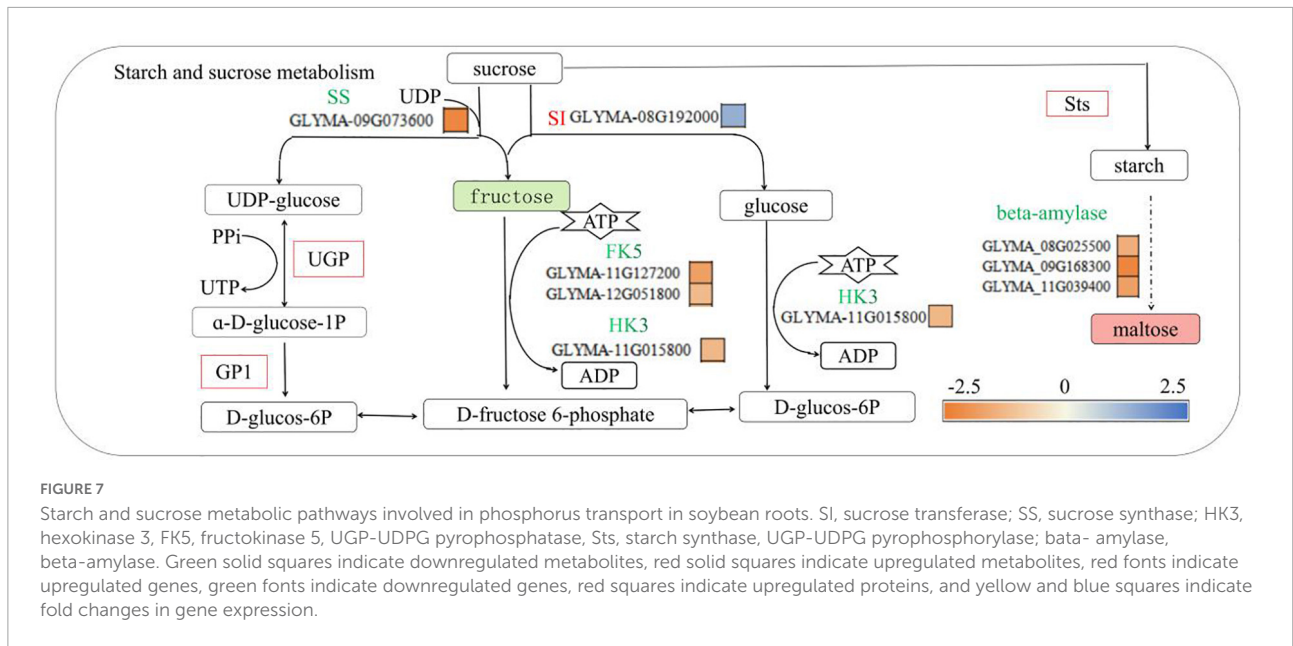 Starch and sucrose metabolism
sucrose
SS
UDP
GLYMA-09G073600
SI GLYMA-08G192000
Sts
starch
UDP-glucose
fructose
glucose
PPi
UGP
UTP
ATP
FK5
GLYMA-11G127200
GLYMA-12G051800
HK3
GLYMA-11G015800
ADP
ATP
HK3
GLYMA-11G015800
ADP
beta-amylase
GLYMA_08G025500
GLYMA_09G168300
GLYMA_11G039400
maltose
α-D-glucose-1P
GP1
D-glucos-6P
D-fructose 6-phosphate
D-glucos-6P
-2.5 0 2.5
FIGURE 7
Starch and sucrose metabolic pathways involved in phosphorus transport in soybean roots. SI, sucrose transferase; SS, sucrose synthase; HK3,
hexokinase 3, FK5, fructokinase 5, UGP-UDPG pyrophosphatase, Sts, starch synthase, UGP-UDPG pyrophosphorylase; bata- amylase,
beta-amylase. Green solid squares indicate downregulated metabolites, red solid squares indicate upregulated metabolites, red fonts indicate
upregulated genes, green fonts indicate downregulated genes, red squares indicate upregulated proteins, and yellow and blue squares indicate
fold changes in gene expression.